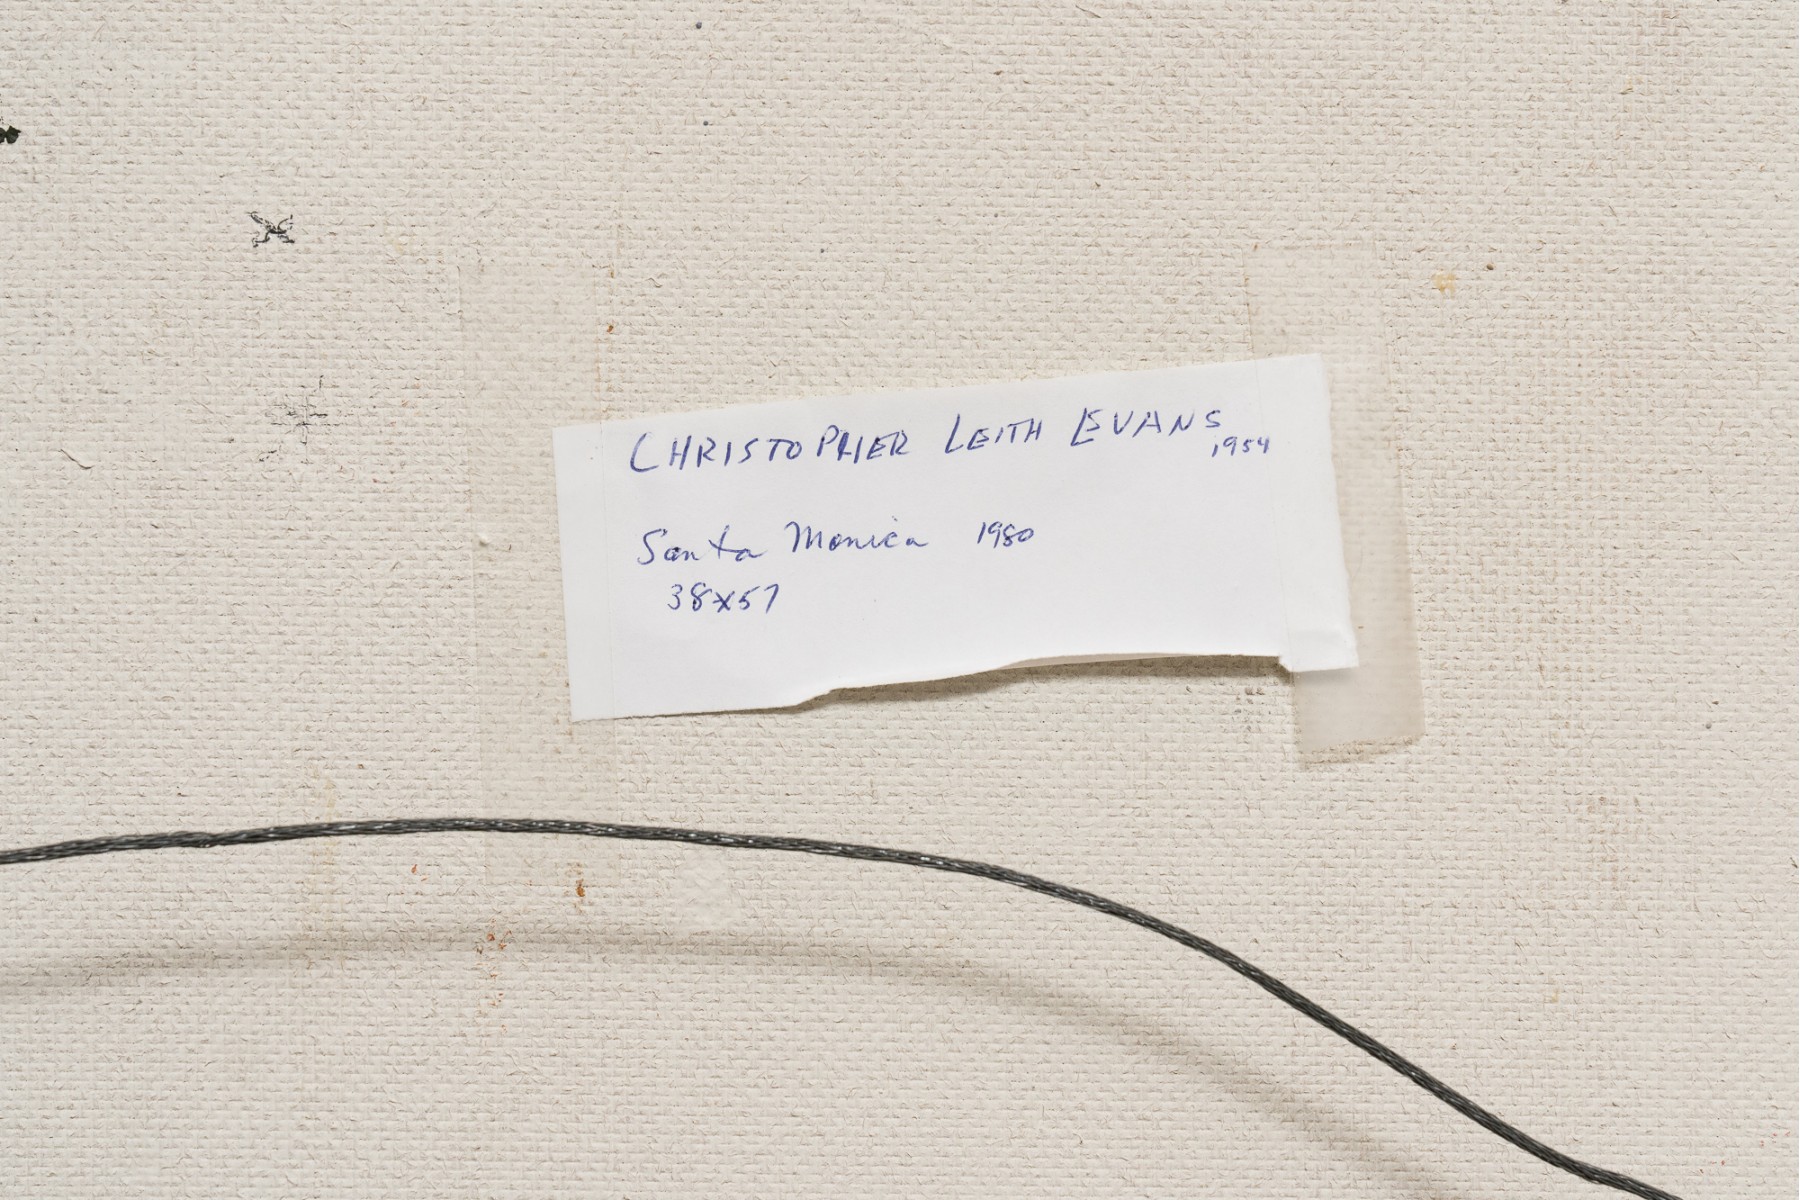 CHRISTOPHER LEITH EVANS
1954
Santa Monica 1980
38x57